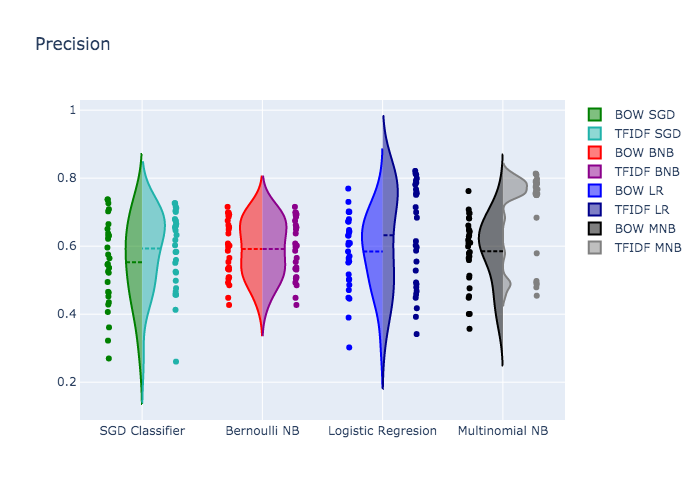 Precision
1
0.8
0.6
0.4
0.2
SGD Classifier
Bernoulli NB
Logistic Regresion
Multinomial NB
BOW SGD
TFIDF SGD
BOW BNB
TFIDF BNB
BOW LR
TFIDF LR
BOW MNB
TFIDF MNB